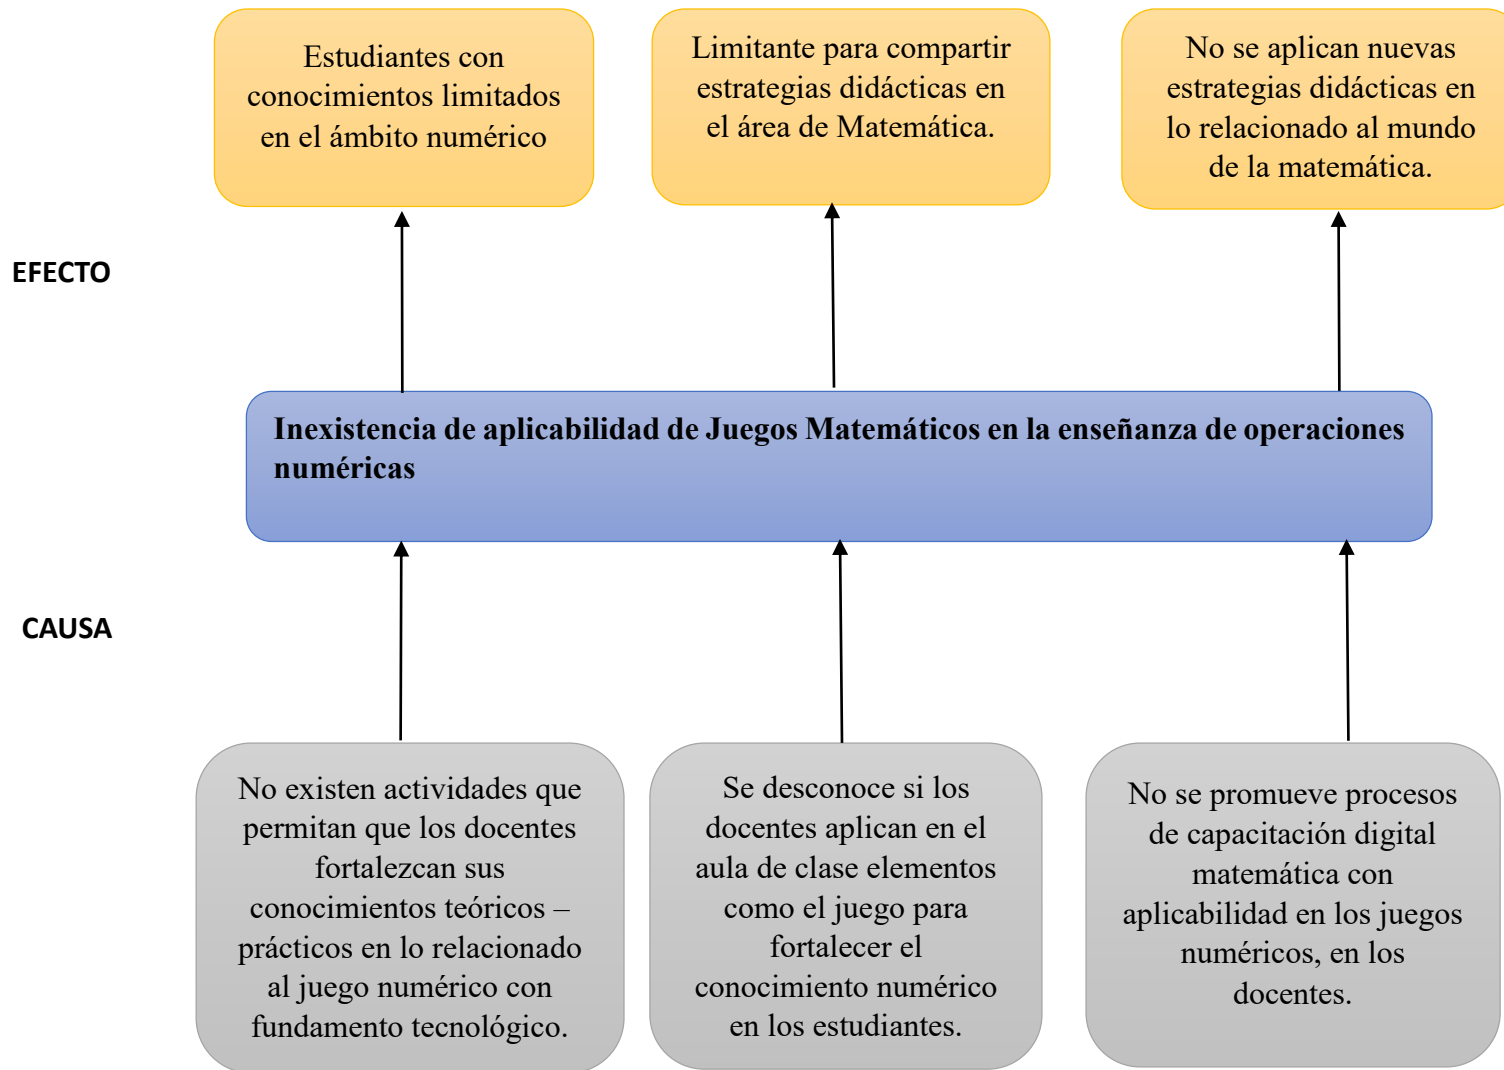 Estudiantes con
conocimientos limitados
en el ámbito numérico
Limitante para compartir
estrategias didácticas en
el área de Matemática.
No se aplican nuevas
estrategias didácticas en
lo relacionado al mundo
de la matemática.
EFECTO
Inexistencia de aplicabilidad de Juegos Matemáticos en la enseñanza de operaciones
numéricas
CAUSA
No existen actividades que
permitan que los docentes
fortalezcan sus
conocimientos teóricos –
prácticos en lo relacionado
al juego numérico con
fundamento tecnológico.
Se desconoce si los
docentes aplican en el
aula de clase elementos
como el juego para
fortalecer el
conocimiento numérico
en los estudiantes.
No se promueve procesos
de capacitación digital
matemática con
aplicabilidad en los juegos
numéricos, en los
docentes.